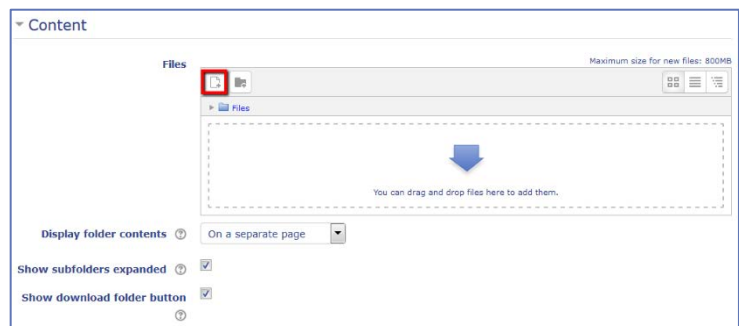 Content
Maximum size for new files: 800MB
Files
Files
You can drag and drop files here to add them.
Display folder contents
On a separate page
Show subfolders expanded
Show download folder button